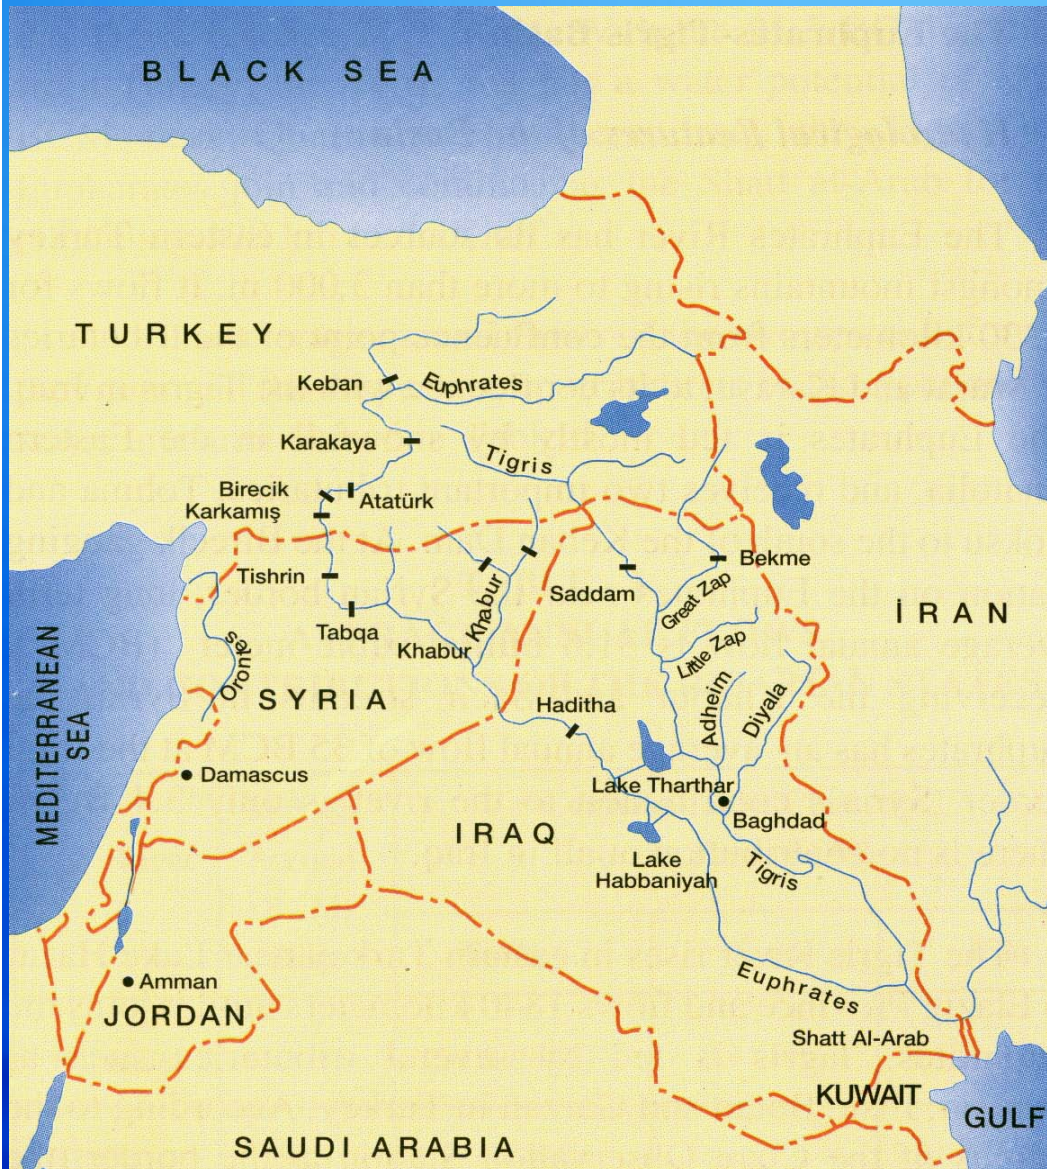 BLACK SEA
TURKEY
Keban
Euphrates
Karakaya
Tigris
Birecik
Atatürk
Karkamış
Tishrin
Saddam
Bekme
Great Zap
İRAN
Tabqa
Khabur
Khabur
Little Zap
Orontes
SYRIA
Haditha
Adheim
Diyala
MEDITERRANEAN
SEA
Damascus
Lake Tharthar
Baghdad
IRAQ
Lake
Habbaniyah
Tigris
Amman
JORDAN
Euphrates
Shatt Al-Arab
KUWAIT
GULF
SAUDI ARABIA